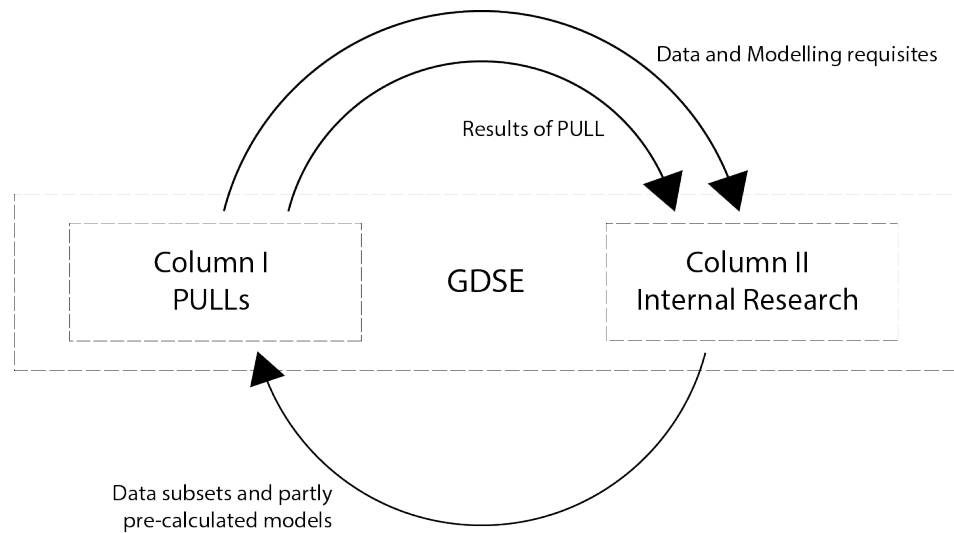 Data and Modelling requisites
Results of PULL
Column I
PULLs
GDSE
Column II
Internal Research
Data subsets and partly
pre-calculated models